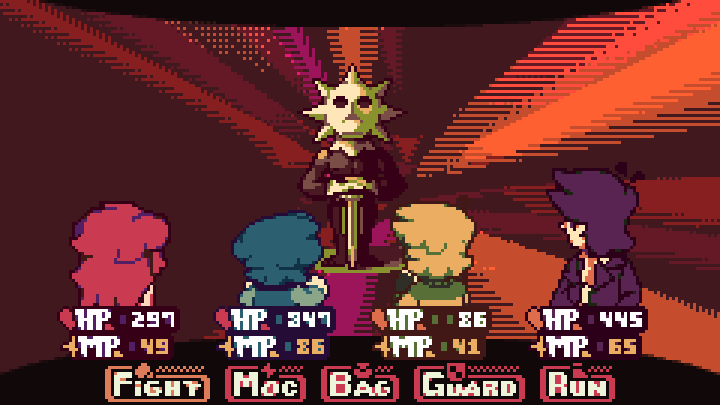 HP 297 HP 347 HP 86 HP 445
MP 49 MP 86 MP 41 MP 65
FIGHT MOC BAG GUARD RUN